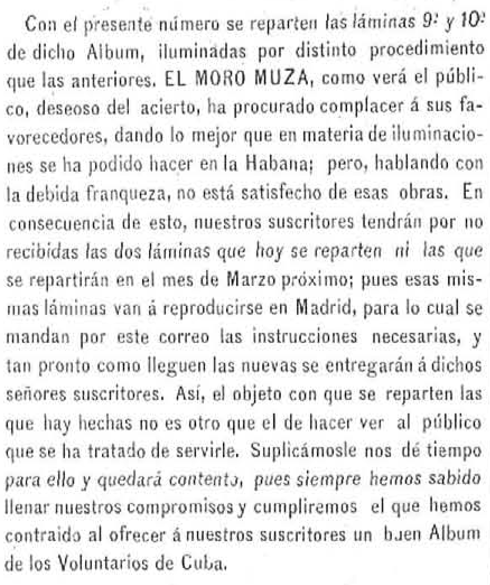 Con el presente número se reparten las láminas 9ª y 10ª
de dicho Album, iluminadas por distinto procedimiento
que las anteriores. EL MORO MUZA, como verá el públi-
co, deseoso del acierto, ha procurado complacer á sus fa-
vorecedores, dando lo mejor que en materia de iluminacio-
nes se ha podido hacer en la Habana; pero, hablando con
la debida franqueza, no está satisfecho de esas obras. En
consecuencia de esto, nuestros suscritores tendrán por no
recibidas las dos láminas que hoy se reparten ni las que
se repartirán en el mes de Marzo próximo; pues esas mis-
mas láminas van á reproducirse en Madrid, para lo cual se
mandan por este correo las instrucciones necesarias, y
tan pronto como lleguen las nuevas se entregarán á dichos
señores suscritores. Así, el objeto con que se reparten las
que hay hechas no es otro que el de hacer ver al público
que se ha tratado de servirle. Suplicámosle nos dé tiempo
para ello y quedará contento, pues siempre hemos sabido
llenar nuestros compromisos y cumpliremos el que hemos
contraido al ofrecer á nuestros suscritores un buen Album
de los Voluntarios de Cuba.